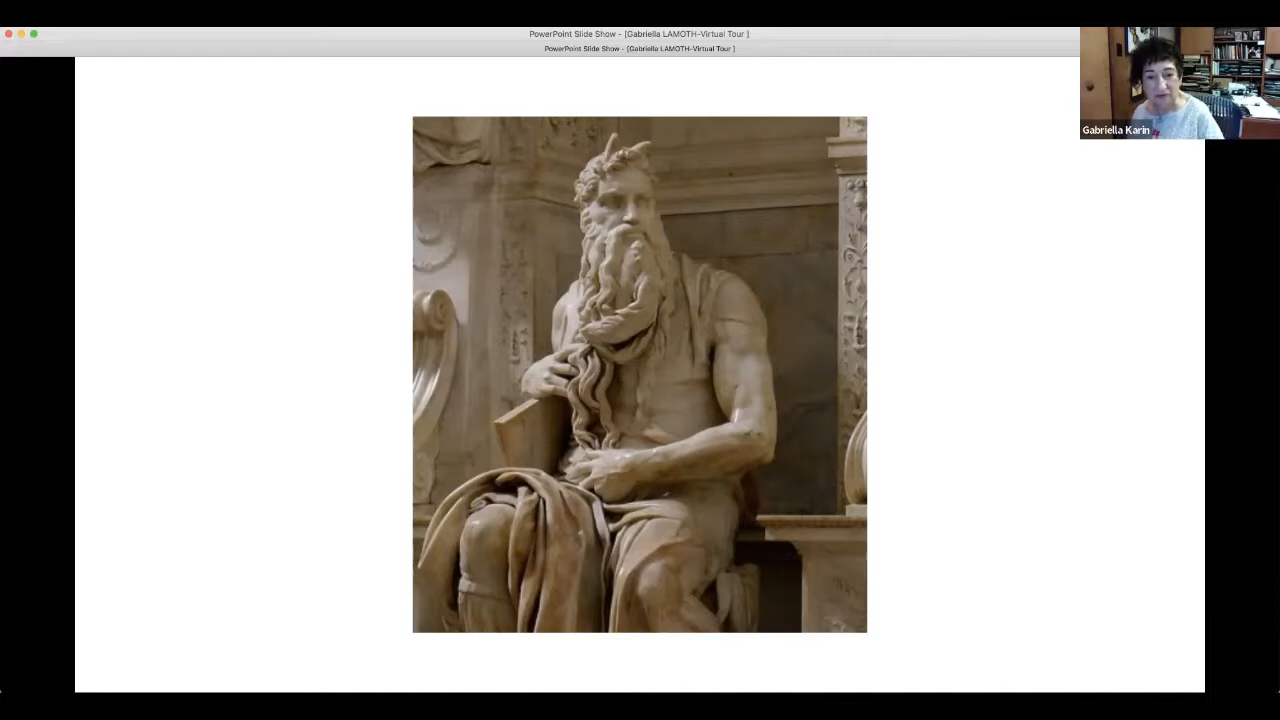 PowerPoint Slide Show - [Gabriella LAMOTH-Virtual Tour ]
PowerPoint Slide Show - [Gabriella LAMOTH-Virtual Tour ]
Gabriella Karin